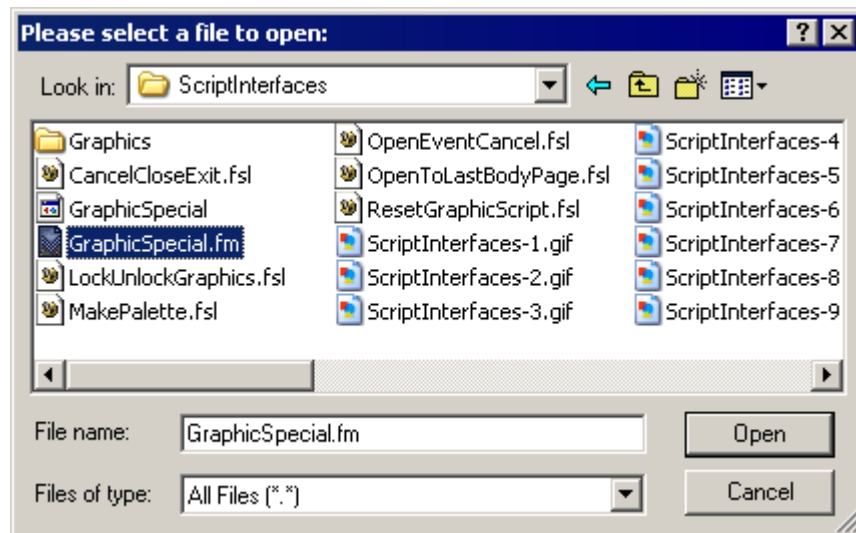 Please select a file to open:
Look in: ScriptInterfaces
Graphics
CancelCloseExit.fsl
GraphicSpecial
GraphicSpecial.fm
LockUnlockGraphics.fsl
MakePalette.fsl
OpenEventCancel.fsl
OpenToLastBodyPage.fsl
ResetGraphicScript.fsl
ScriptInterfaces-1.gif
ScriptInterfaces-2.gif
ScriptInterfaces-3.gif
ScriptInterfaces-4
ScriptInterfaces-5
ScriptInterfaces-6
ScriptInterfaces-7
ScriptInterfaces-8
ScriptInterfaces-9
File name: GraphicSpecial.fm
Open
Files of type: All Files (*.*)
Cancel